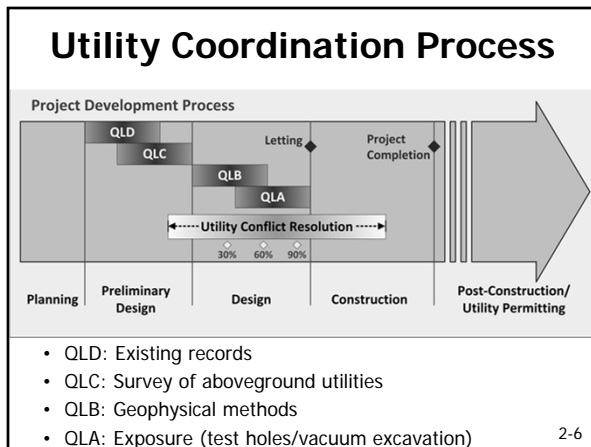 Utility Coordination Process
Project Development Process
QLD
QLC
Letting
Project
Completion
QLB
QLA
Utility Conflict Resolution
30% 60% 90%
Planning
Preliminary
Design
Design
Construction
Post-Construction/
Utility Permitting
• QLD: Existing records
• QLC: Survey of aboveground utilities
• QLB: Geophysical methods
• QLA: Exposure (test holes/vacuum excavation)
2-6